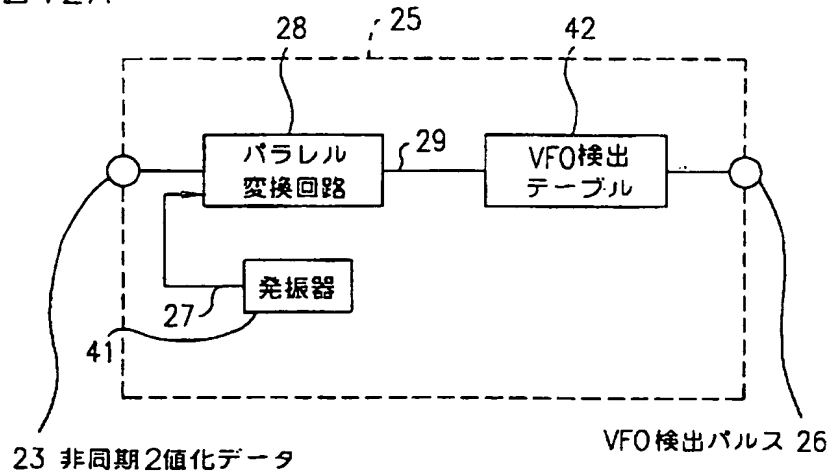 28
25
42
パラレル
変換回路
29
VFO検出
テーブル
発振器
27
41
23 非同期2値化データ
VFO検出パルス 26